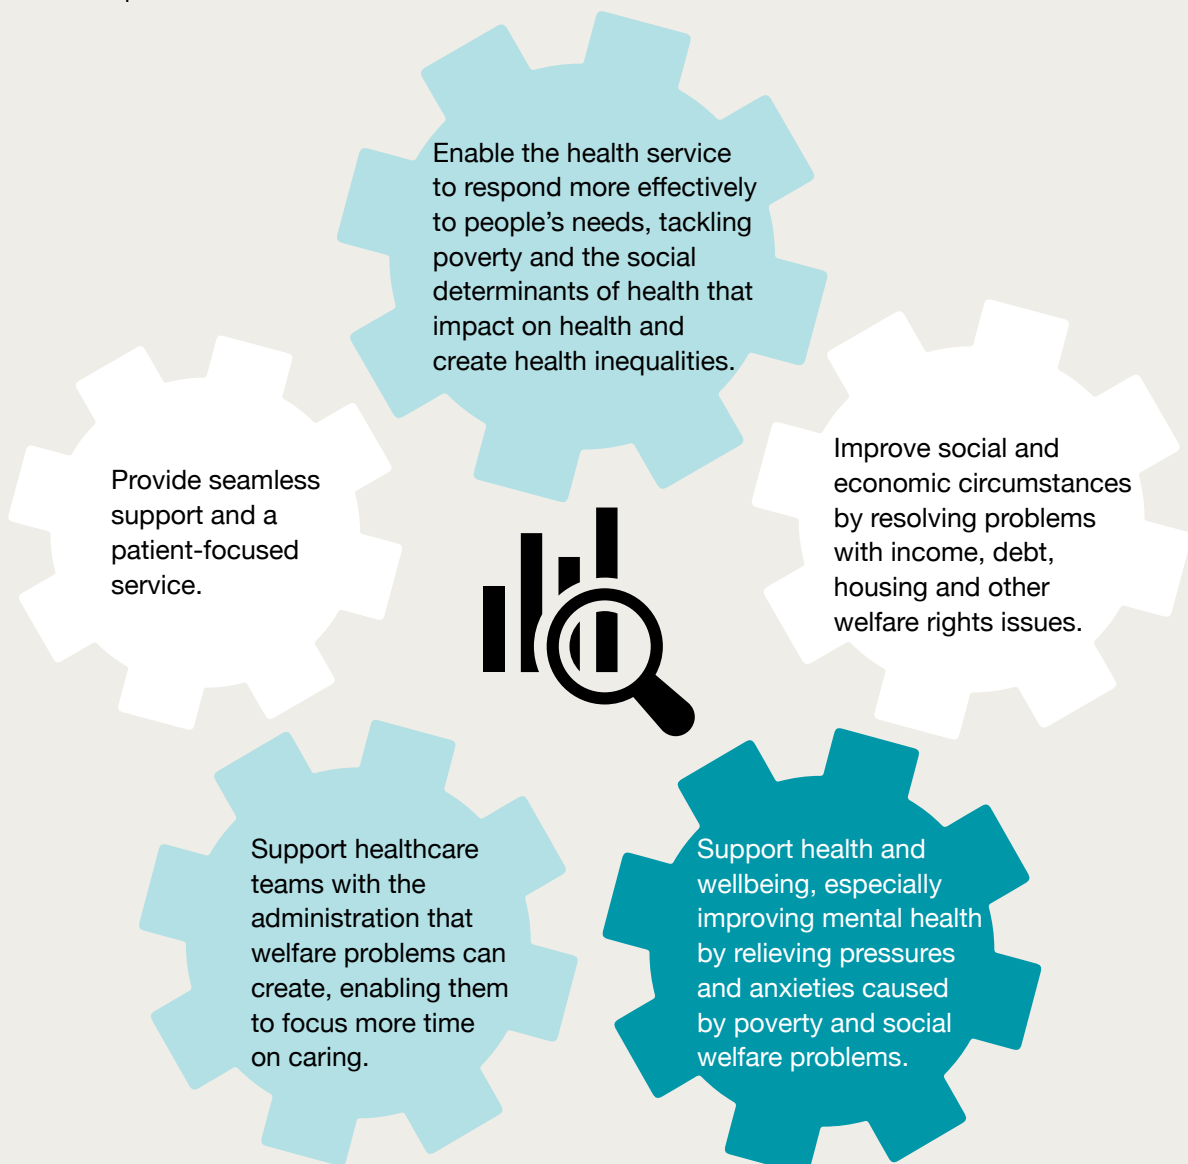 Enable the health service
to respond more effectively
to people’s needs, tackling
poverty and the social
determinants of health that
impact on health and
create health inequalities.
Provide seamless
support and a
patient-focused
service.
Improve social and
economic circumstances
by resolving problems
with income, debt,
housing and other
welfare rights issues.
Support healthcare
teams with the
administration that
welfare problems can
create, enabling them
to focus more time
on caring.
Support health and
wellbeing, especially
improving mental health
by relieving pressures
and anxieties caused
by poverty and social
welfare problems.